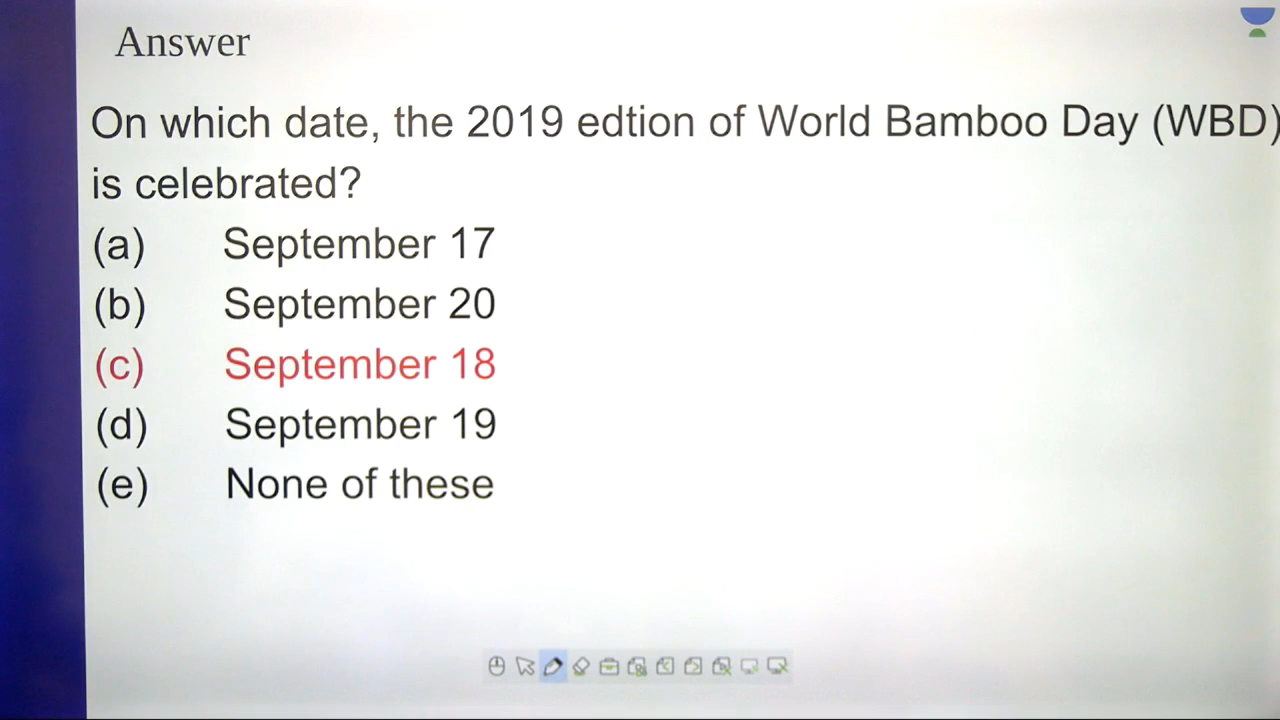 Answer
On which date, the 2019 edtion of World Bamboo Day (WBD)
is celebrated?
(a) September 17
(b) September 20
(c) September 18
(d) September 19
(e) None of these